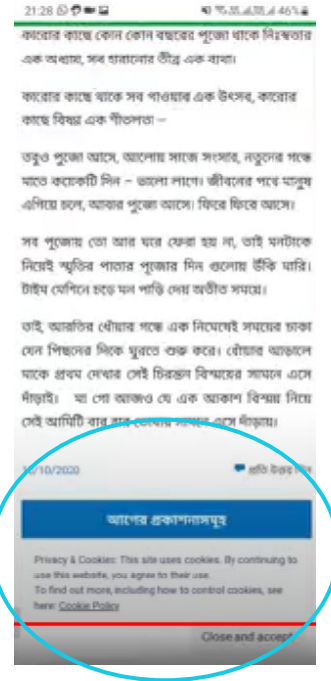 21:28
46%
কারোর কাছে কোন কোন বছরের পূজো থাকে নিঃস্বতার
এক অধ্যায়, সব হারানোর তীব্র এক ব্যথা।
কারোর কাছে থাকে সব পাওয়ার এক উৎসব, কারোর
কাছে বিষণ্ণ এক শীতলতা –
তবুও পুজো আসে, আলোয় সাজে সংসার, নতুনের গন্ধে
মাতে কয়েকটি দিন – ভালো লাগে। জীবনের পথে মানুষ
এগিয়ে চলে, আবার পুজো আসে। ফিরে ফিরে আসে।
সব পূজোয় তো আর ঘরে ফেরা হয় না, তাই মনটাকে
নিয়েই স্মৃতির পাতার পূজোর দিন গুলোয় উঁকি মারি।
টাইম মেশিনে চড়ে মন পাড়ি দেয় অতীত সময়ে।
তাই, আরতির ধোঁয়ার গন্ধে এক নিমেষেই সময়ের চাকা
যেন পিছনের দিকে ঘুরতে শুরু করে। ধোঁয়ার আড়ালে
মাকে প্রথম দেখার সেই চিরন্তন বিস্ময়ের সামনে এসে
দাঁড়াই। মা গো আজও যে এক আকাশ বিস্ময় নিয়ে
সেই আমিটি বার বার তোমার সামনে এসে দাঁড়ায়।
/10/2020
প্রতি উত্তর দিন
আগের প্রকাশনাসমূহ
Privacy & Cookies: This site uses cookies. By continuing to
use this website, you agree to their use.
To find out more, including how to control cookies, see
here: Cookie Policy
Close and accept